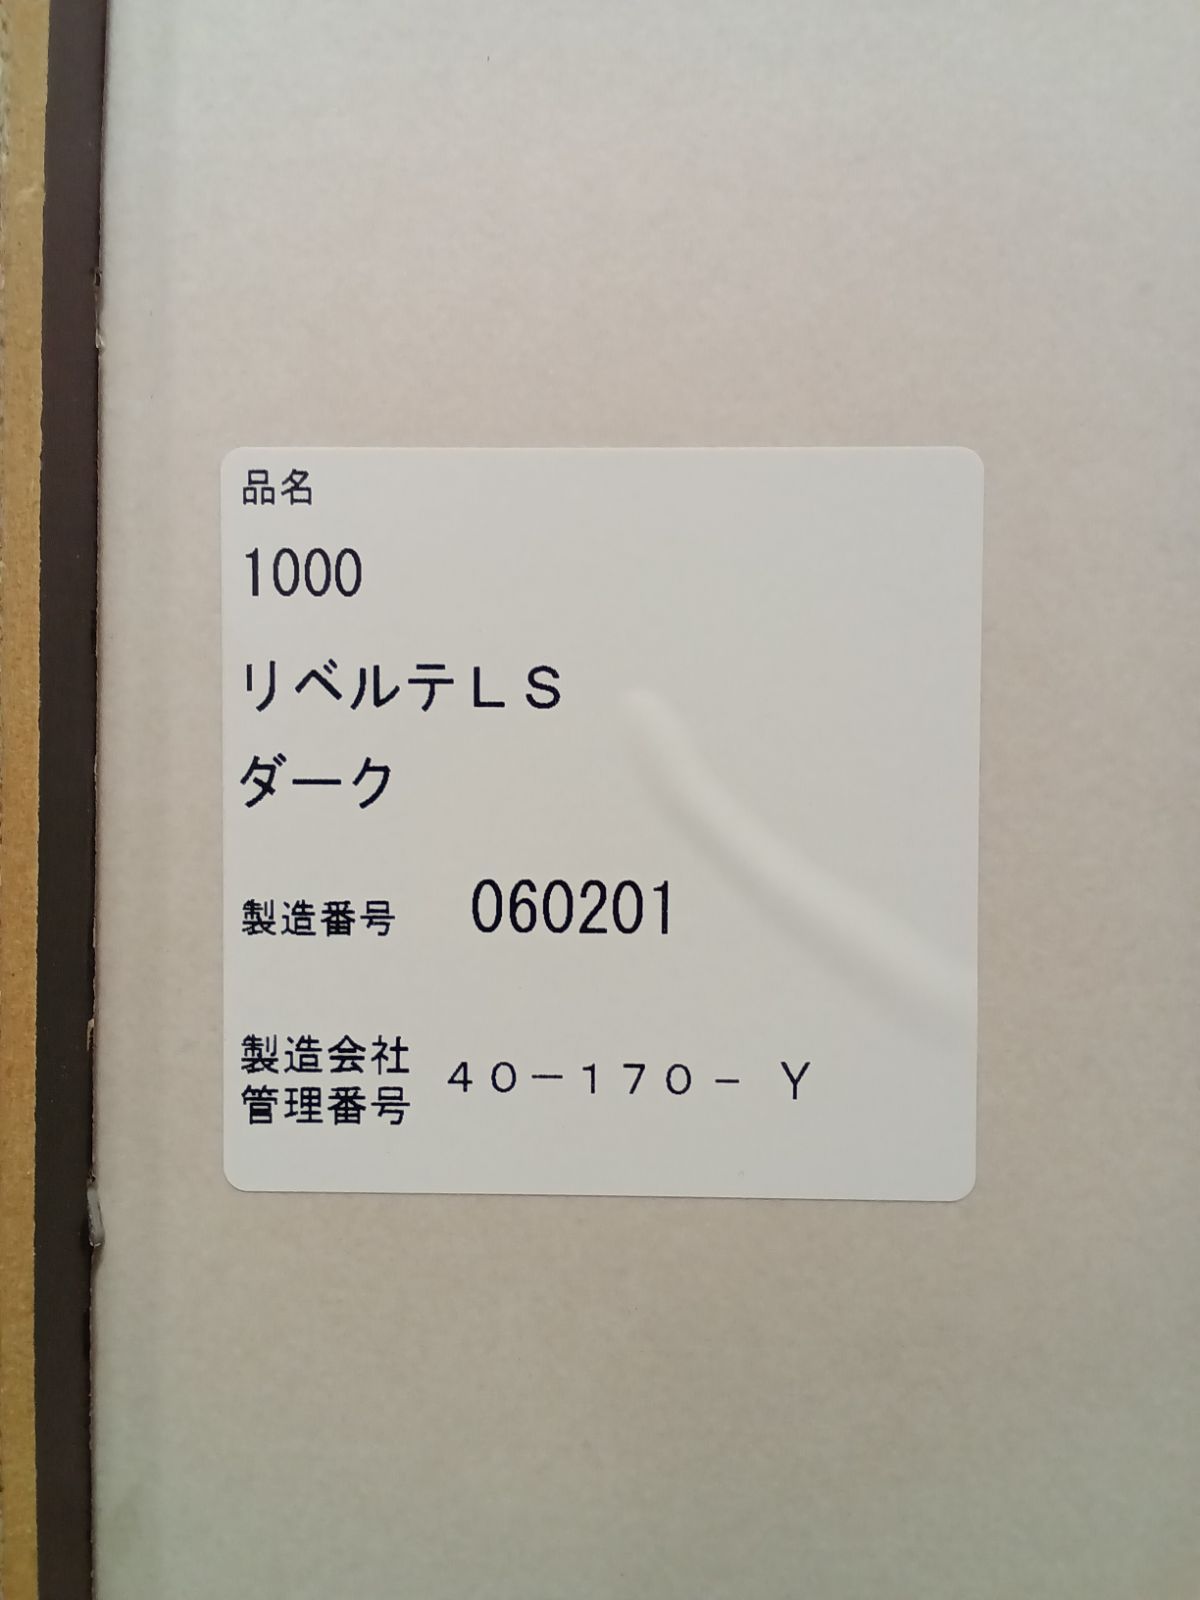 品名
1000
リベルテＬＳ
ダーク
製造番号 060201
製造会社
管理番号 ４０－１７０－ Ｙ